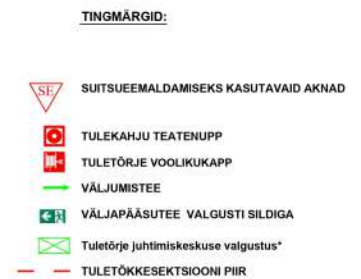 TINGMÄRGID:
SE SUITSUEEMALDAMISEKS KASUTAVAID AKNAD
TULEKAHJU TEATENUPP
TULETÕRJE VOOLIKUKAPP
VÄLJUMISTEE
VÄLJAPÄÄSUTEE VALGUSTI SILDIGA
Tuletõrje juhtimiskeskuse valgustus*
TULETÕKKESEKTSIOONI PIIR